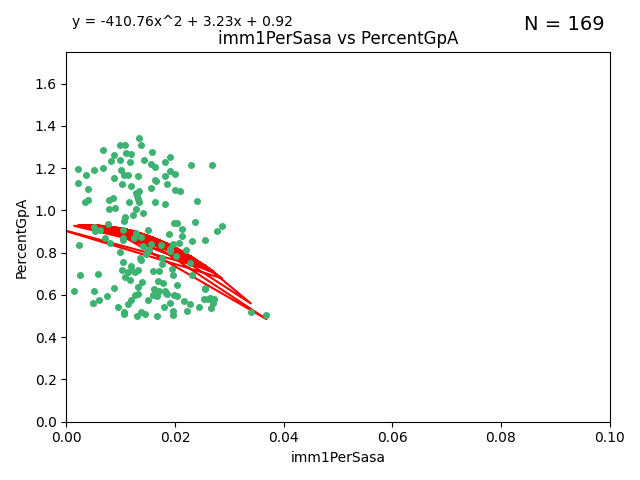 y = -410.76x^2 + 3.23x + 0.92
N = 169
imm1PerSasa vs PercentGpA
PercentGpA
1.6
1.4
1.2
1.0
0.8
0.6
0.4
0.2
0.0
0.00 0.02 0.04 0.06 0.08 0.10
imm1PerSasa